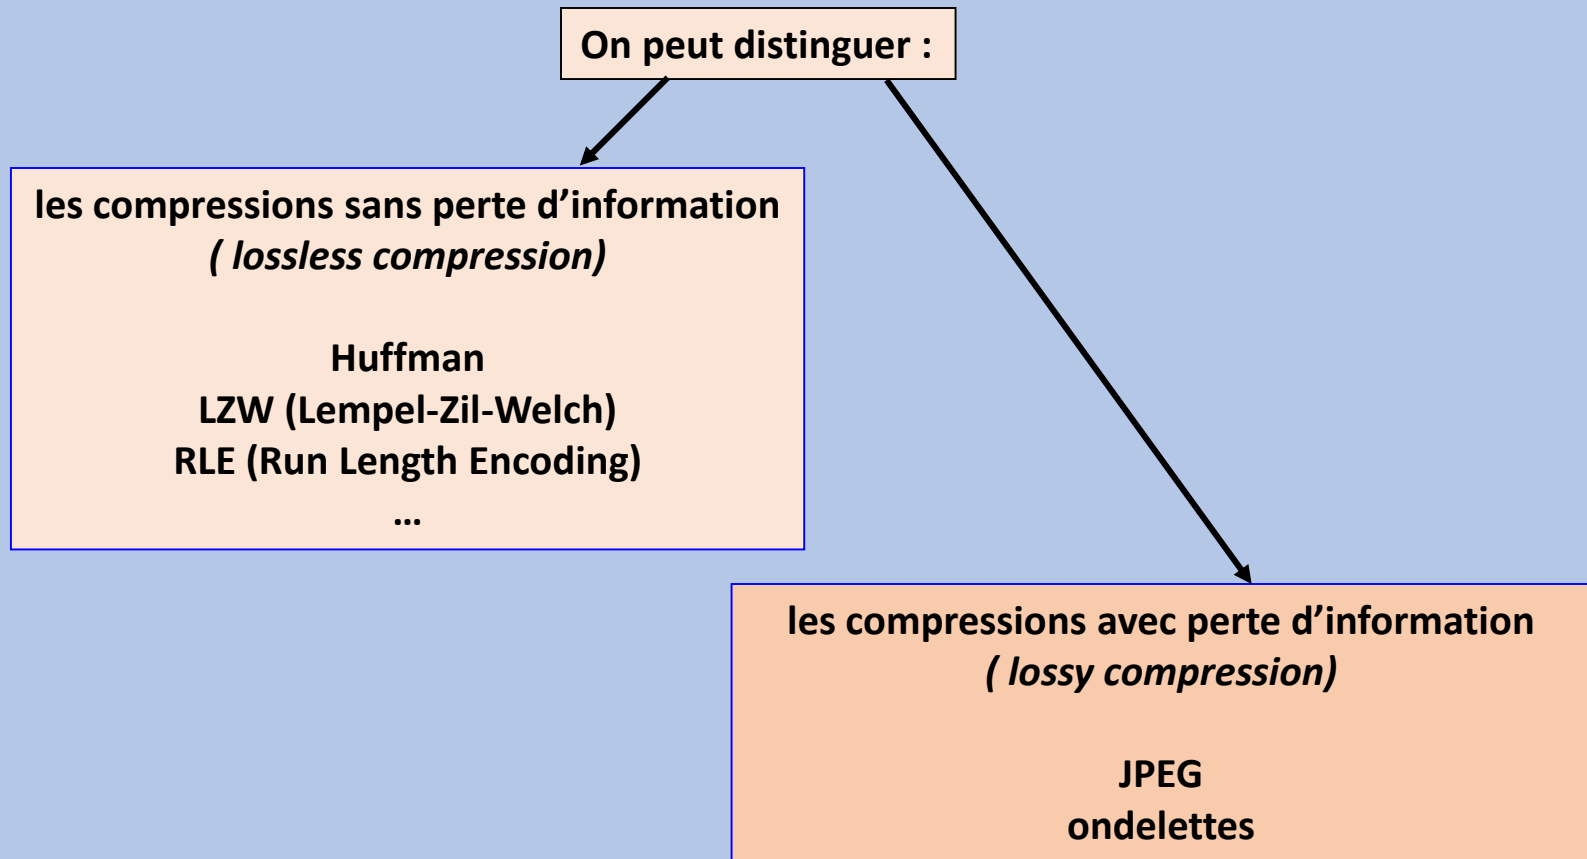 On peut distinguer :
les compressions sans perte d’information
( lossless compression)
Huffman
LZW (Lempel-Zil-Welch)
RLE (Run Length Encoding)
…
les compressions avec perte d’information
( lossy compression)
JPEG
ondelettes